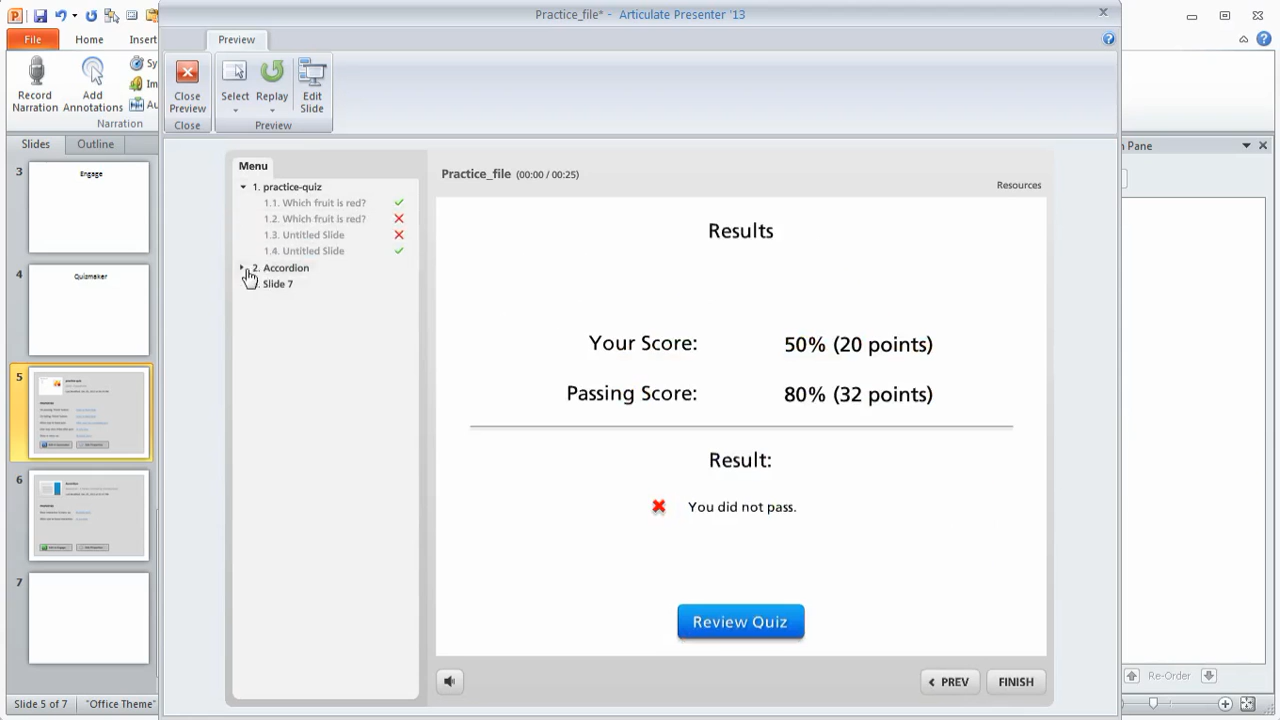 Practice_file* - Articulate Presenter '13
File
Home
Insert
Preview
Record Narration
Add Annotations
Sy
Im
Au
Narration
Close Preview
Close
Select
Replay
Edit Slide
Preview
Slides
Outline
n Pane
3
Engage
4
Quizmaker
5
6
7
Menu
1. practice-quiz
1.1. Which fruit is red?
1.2. Which fruit is red?
1.3. Untitled Slide
1.4. Untitled Slide
2. Accordion
Slide 7
Practice_file (00:00 / 00:25)
Resources
Results
Your Score: 50% (20 points)
Passing Score: 80% (32 points)
Result:
You did not pass.
Review Quiz
PREV
FINISH
Re-Order
Slide 5 of 7
"Office Theme"